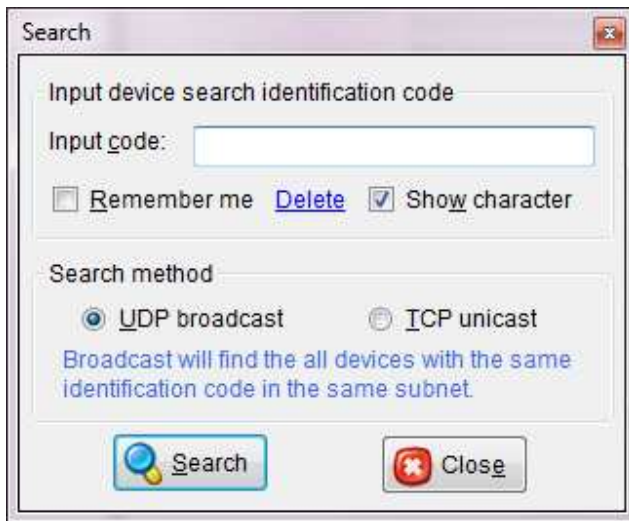 Search
Input device search identification code
Input code:
Remember me Delete Show character
Search method
UDP broadcast TCP unicast
Broadcast will find the all devices with the same
identification code in the same subnet.
Search Close